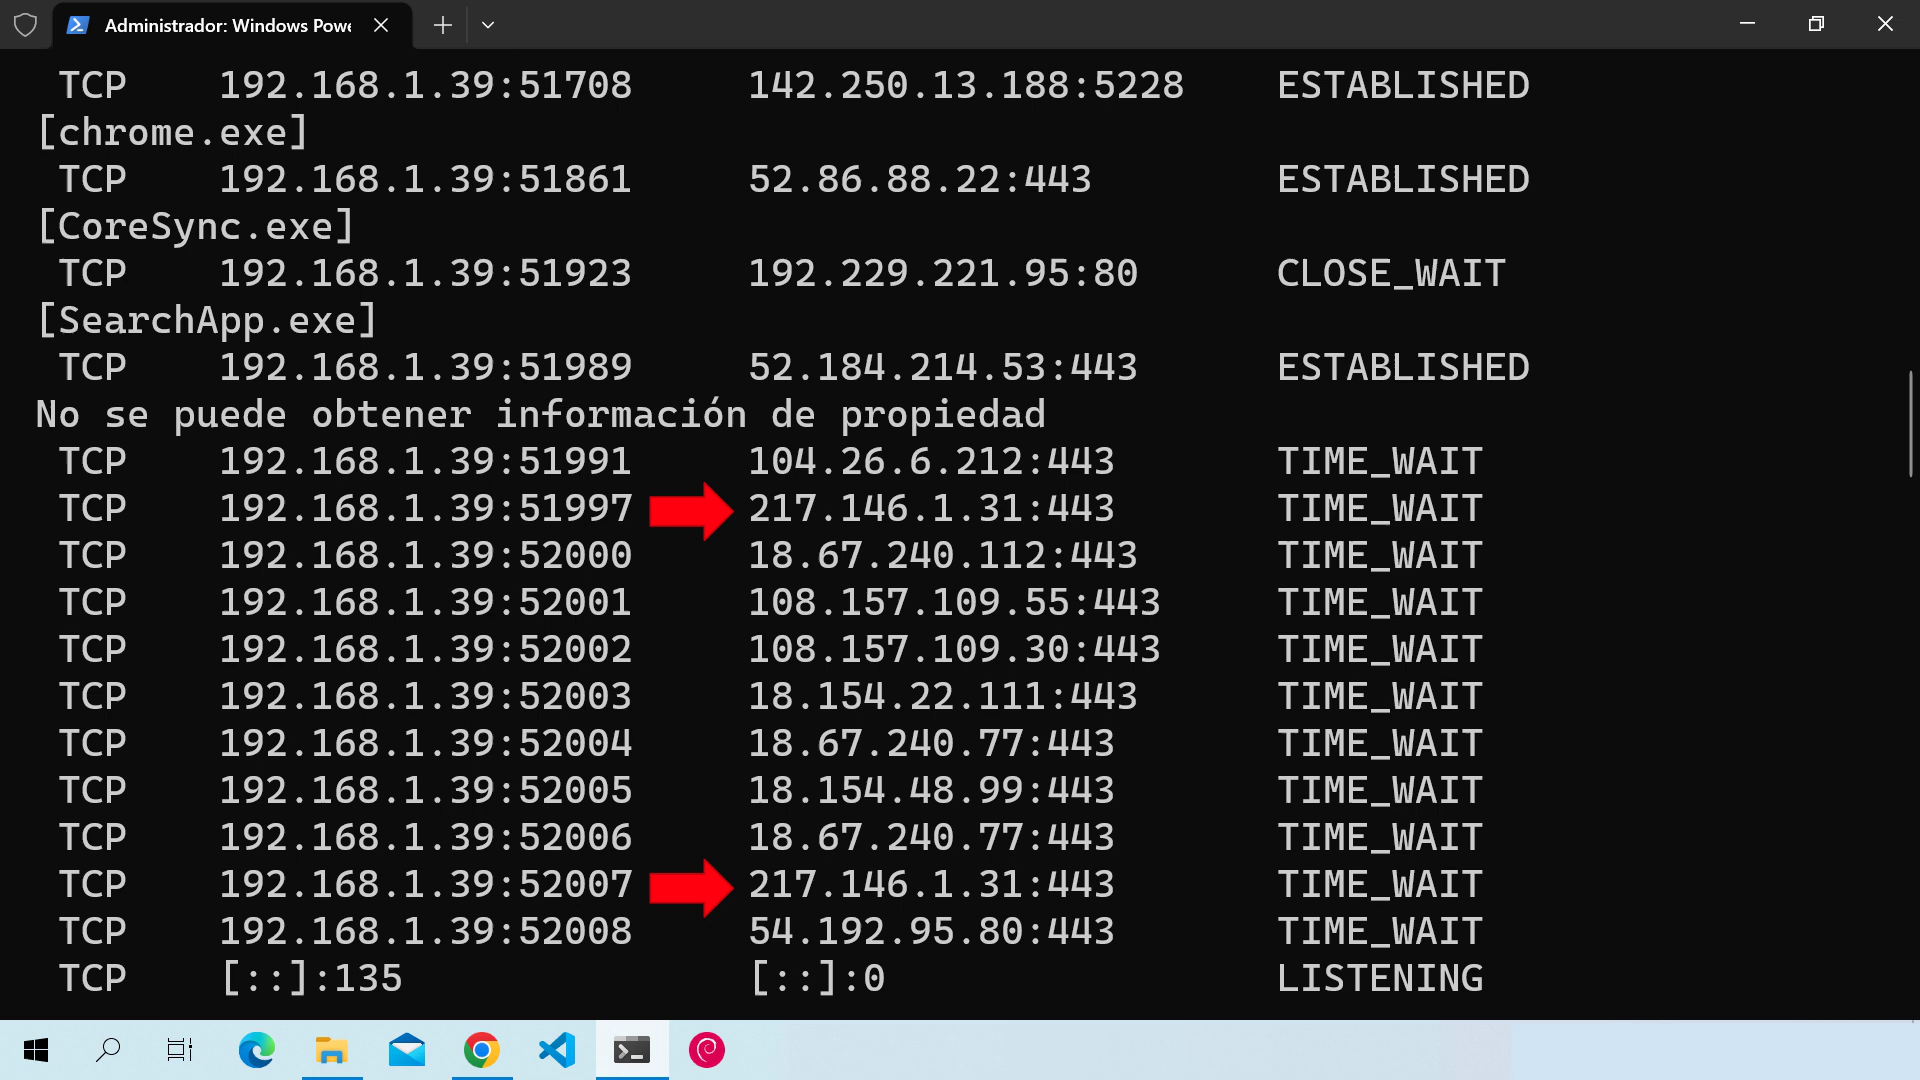 Administrador: Windows Powe
TCP 192.168.1.39:51708 142.250.13.188:5228 ESTABLISHED
[chrome.exe]
TCP 192.168.1.39:51861 52.86.88.22:443 ESTABLISHED
[CoreSync.exe]
TCP 192.168.1.39:51923 192.229.221.95:80 CLOSE_WAIT
[SearchApp.exe]
TCP 192.168.1.39:51989 52.184.214.53:443 ESTABLISHED
No se puede obtener información de propiedad
TCP 192.168.1.39:51991 104.26.6.212:443 TIME_WAIT
TCP 192.168.1.39:51997 217.146.1.31:443 TIME_WAIT
TCP 192.168.1.39:52000 18.67.240.112:443 TIME_WAIT
TCP 192.168.1.39:52001 108.157.109.55:443 TIME_WAIT
TCP 192.168.1.39:52002 108.157.109.30:443 TIME_WAIT
TCP 192.168.1.39:52003 18.154.22.111:443 TIME_WAIT
TCP 192.168.1.39:52004 18.67.240.77:443 TIME_WAIT
TCP 192.168.1.39:52005 18.154.48.99:443 TIME_WAIT
TCP 192.168.1.39:52006 18.67.240.77:443 TIME_WAIT
TCP 192.168.1.39:52007 217.146.1.31:443 TIME_WAIT
TCP 192.168.1.39:52008 54.192.95.80:443 TIME_WAIT
TCP [::]:135 [::]:0 LISTENING